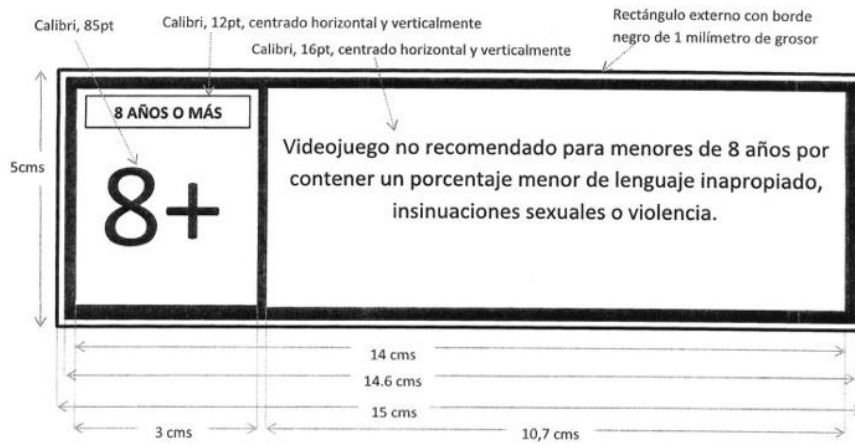 Calibri, 85pt
Calibri, 12pt, centrado horizontal y verticalmente
Calibri, 16pt, centrado horizontal y verticalmente
Rectángulo externo con borde
negro de 1 milímetro de grosor
5cms
8 AÑOS O MÁS
8+
Videojuego no recomendado para menores de 8 años por
contener un porcentaje menor de lenguaje inapropiado,
insinuaciones sexuales o violencia.
14 cms
14.6 cms
15 cms
3 cms
10,7 cms